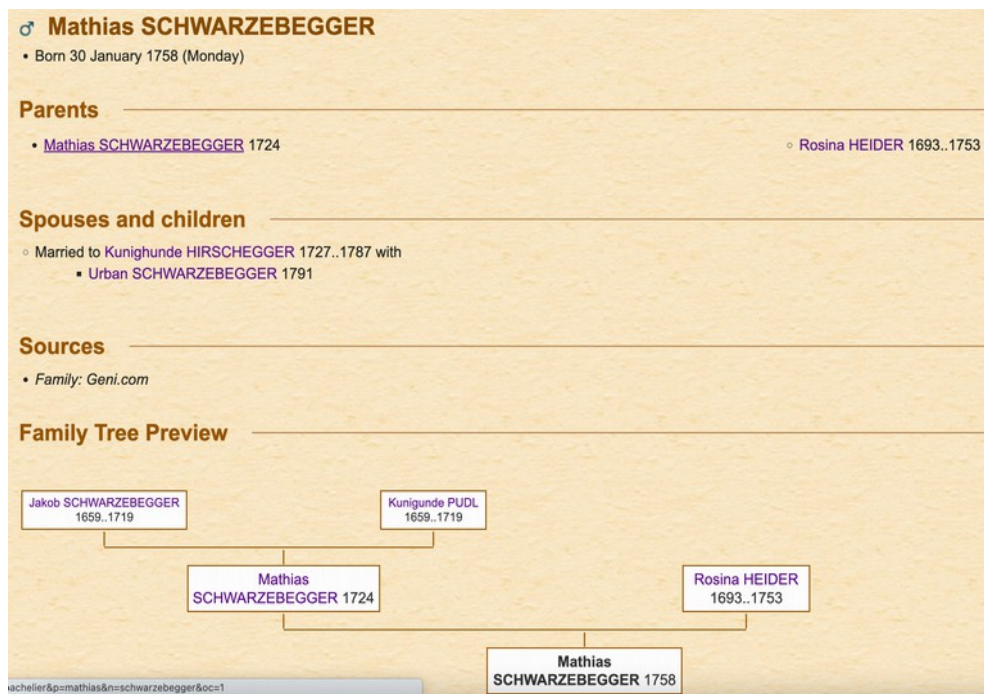 ♂ Mathias SCHWARZEBEGGER
• Born 30 January 1758 (Monday)
Parents
• Mathias SCHWARZEBEGGER 1724
◦ Rosina HEIDER 1693..1753
Spouses and children
◦ Married to Kunighunde HIRSCHEGGER 1727..1787 with
▪ Urban SCHWARZEBEGGER 1791
Sources
• Family: Geni.com
Family Tree Preview
Jakob SCHWARZEBEGGER
1659..1719
Kunigunde PUDL
1659..1719
Mathias
SCHWARZEBEGGER 1724
Rosina HEIDER
1693..1753
Mathias
SCHWARZEBEGGER 1758
bachelier&p=mathias&n=schwarzebegger&oc=1